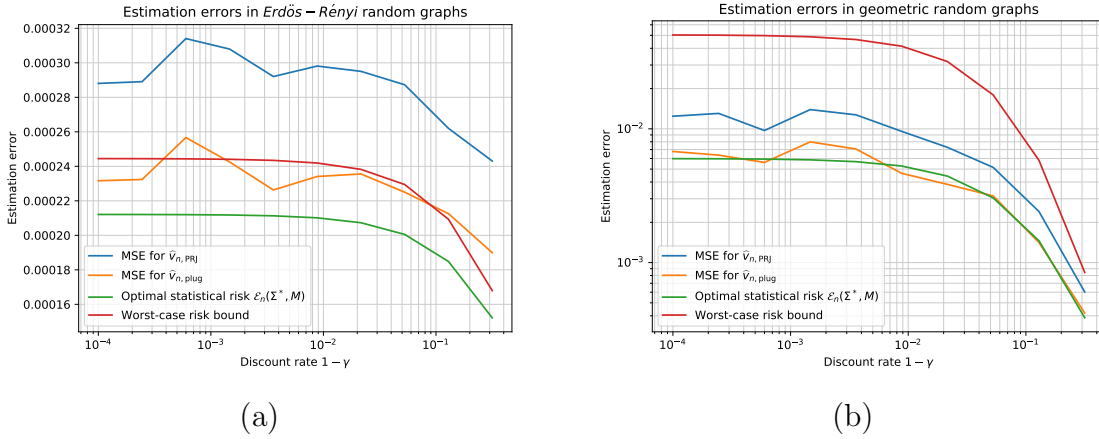 Estimation errors in Erdös − Rényi random graphs
Estimation error
0.00032
0.00030
0.00028
0.00026
0.00024
0.00022
0.00020
0.00018
0.00016
MSE for v̂n,PRJ
MSE for v̂n,plug
Optimal statistical risk ℰn(Σ*, M)
Worst-case risk bound
10⁻⁴ 10⁻³ 10⁻² 10⁻¹
Discount rate 1 − γ
(a)
Estimation errors in geometric random graphs
Estimation error
10⁻²
10⁻³
MSE for v̂n,PRJ
MSE for v̂n,plug
Optimal statistical risk ℰn(Σ*, M)
Worst-case risk bound
10⁻⁴ 10⁻³ 10⁻² 10⁻¹
Discount rate 1 − γ
(b)